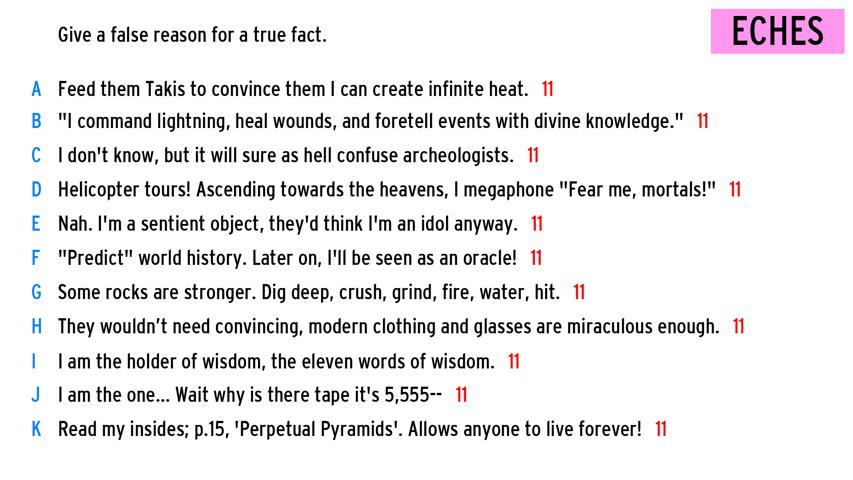 Give a false reason for a true fact.
ECHES
A Feed them Takis to convince them I can create infinite heat. 11
B "I command lightning, heal wounds, and foretell events with divine knowledge." 11
C I don't know, but it will sure as hell confuse archeologists. 11
D Helicopter tours! Ascending towards the heavens, I megaphone "Fear me, mortals!" 11
E Nah. I'm a sentient object, they'd think I'm an idol anyway. 11
F "Predict" world history. Later on, I'll be seen as an oracle! 11
G Some rocks are stronger. Dig deep, crush, grind, fire, water, hit. 11
H They wouldn’t need convincing, modern clothing and glasses are miraculous enough. 11
I I am the holder of wisdom, the eleven words of wisdom. 11
J I am the one... Wait why is there tape it's 5,555-- 11
K Read my insides; p.15, 'Perpetual Pyramids'. Allows anyone to live forever! 11